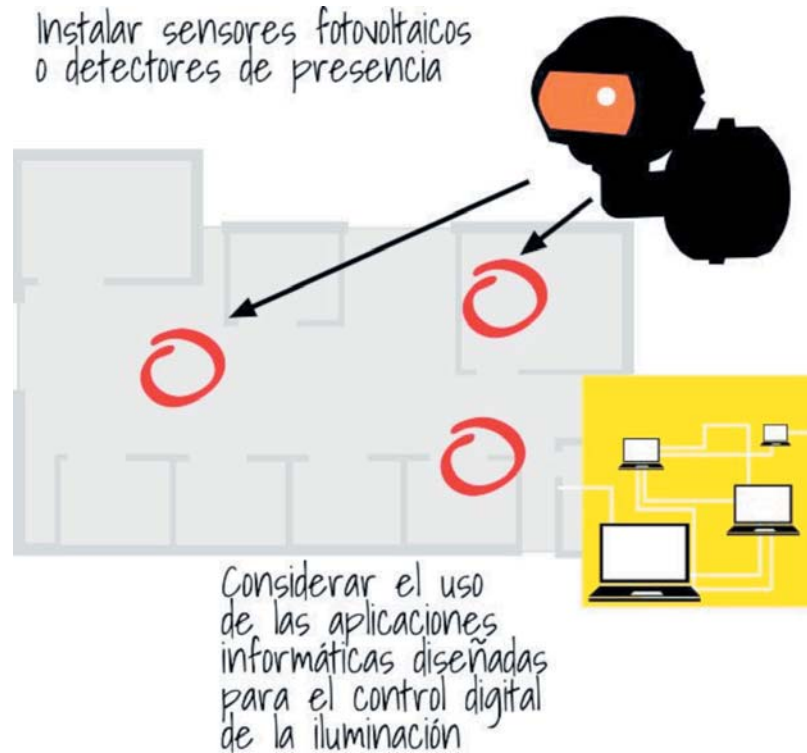 Instalar sensores fotovoltaicos
o detectores de presencia
Considerar el uso
de las aplicaciones
informáticas diseñadas
para el control digital
de la iluminación